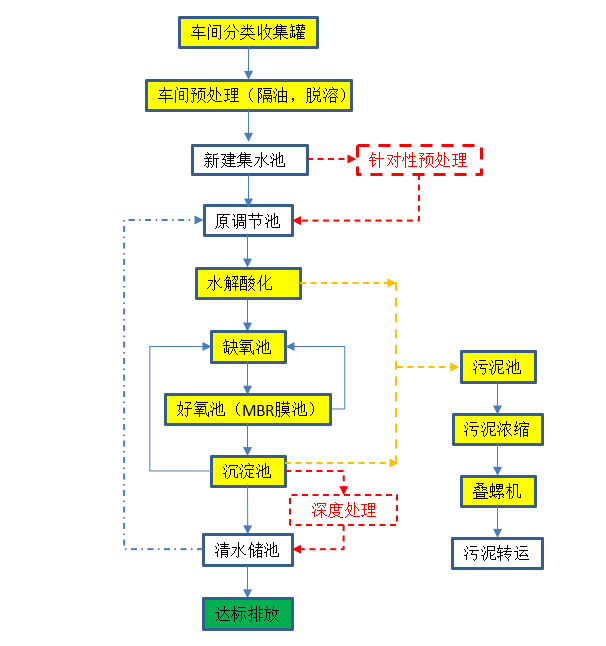 车间分类收集罐
车间预处理（隔油，脱溶）
新建集水池
针对性预处理
原调节池
水解酸化
缺氧池
污泥池
好氧池（MBR膜池）
污泥浓缩
沉淀池
叠螺机
深度处理
清水储池
污泥转运
达标排放